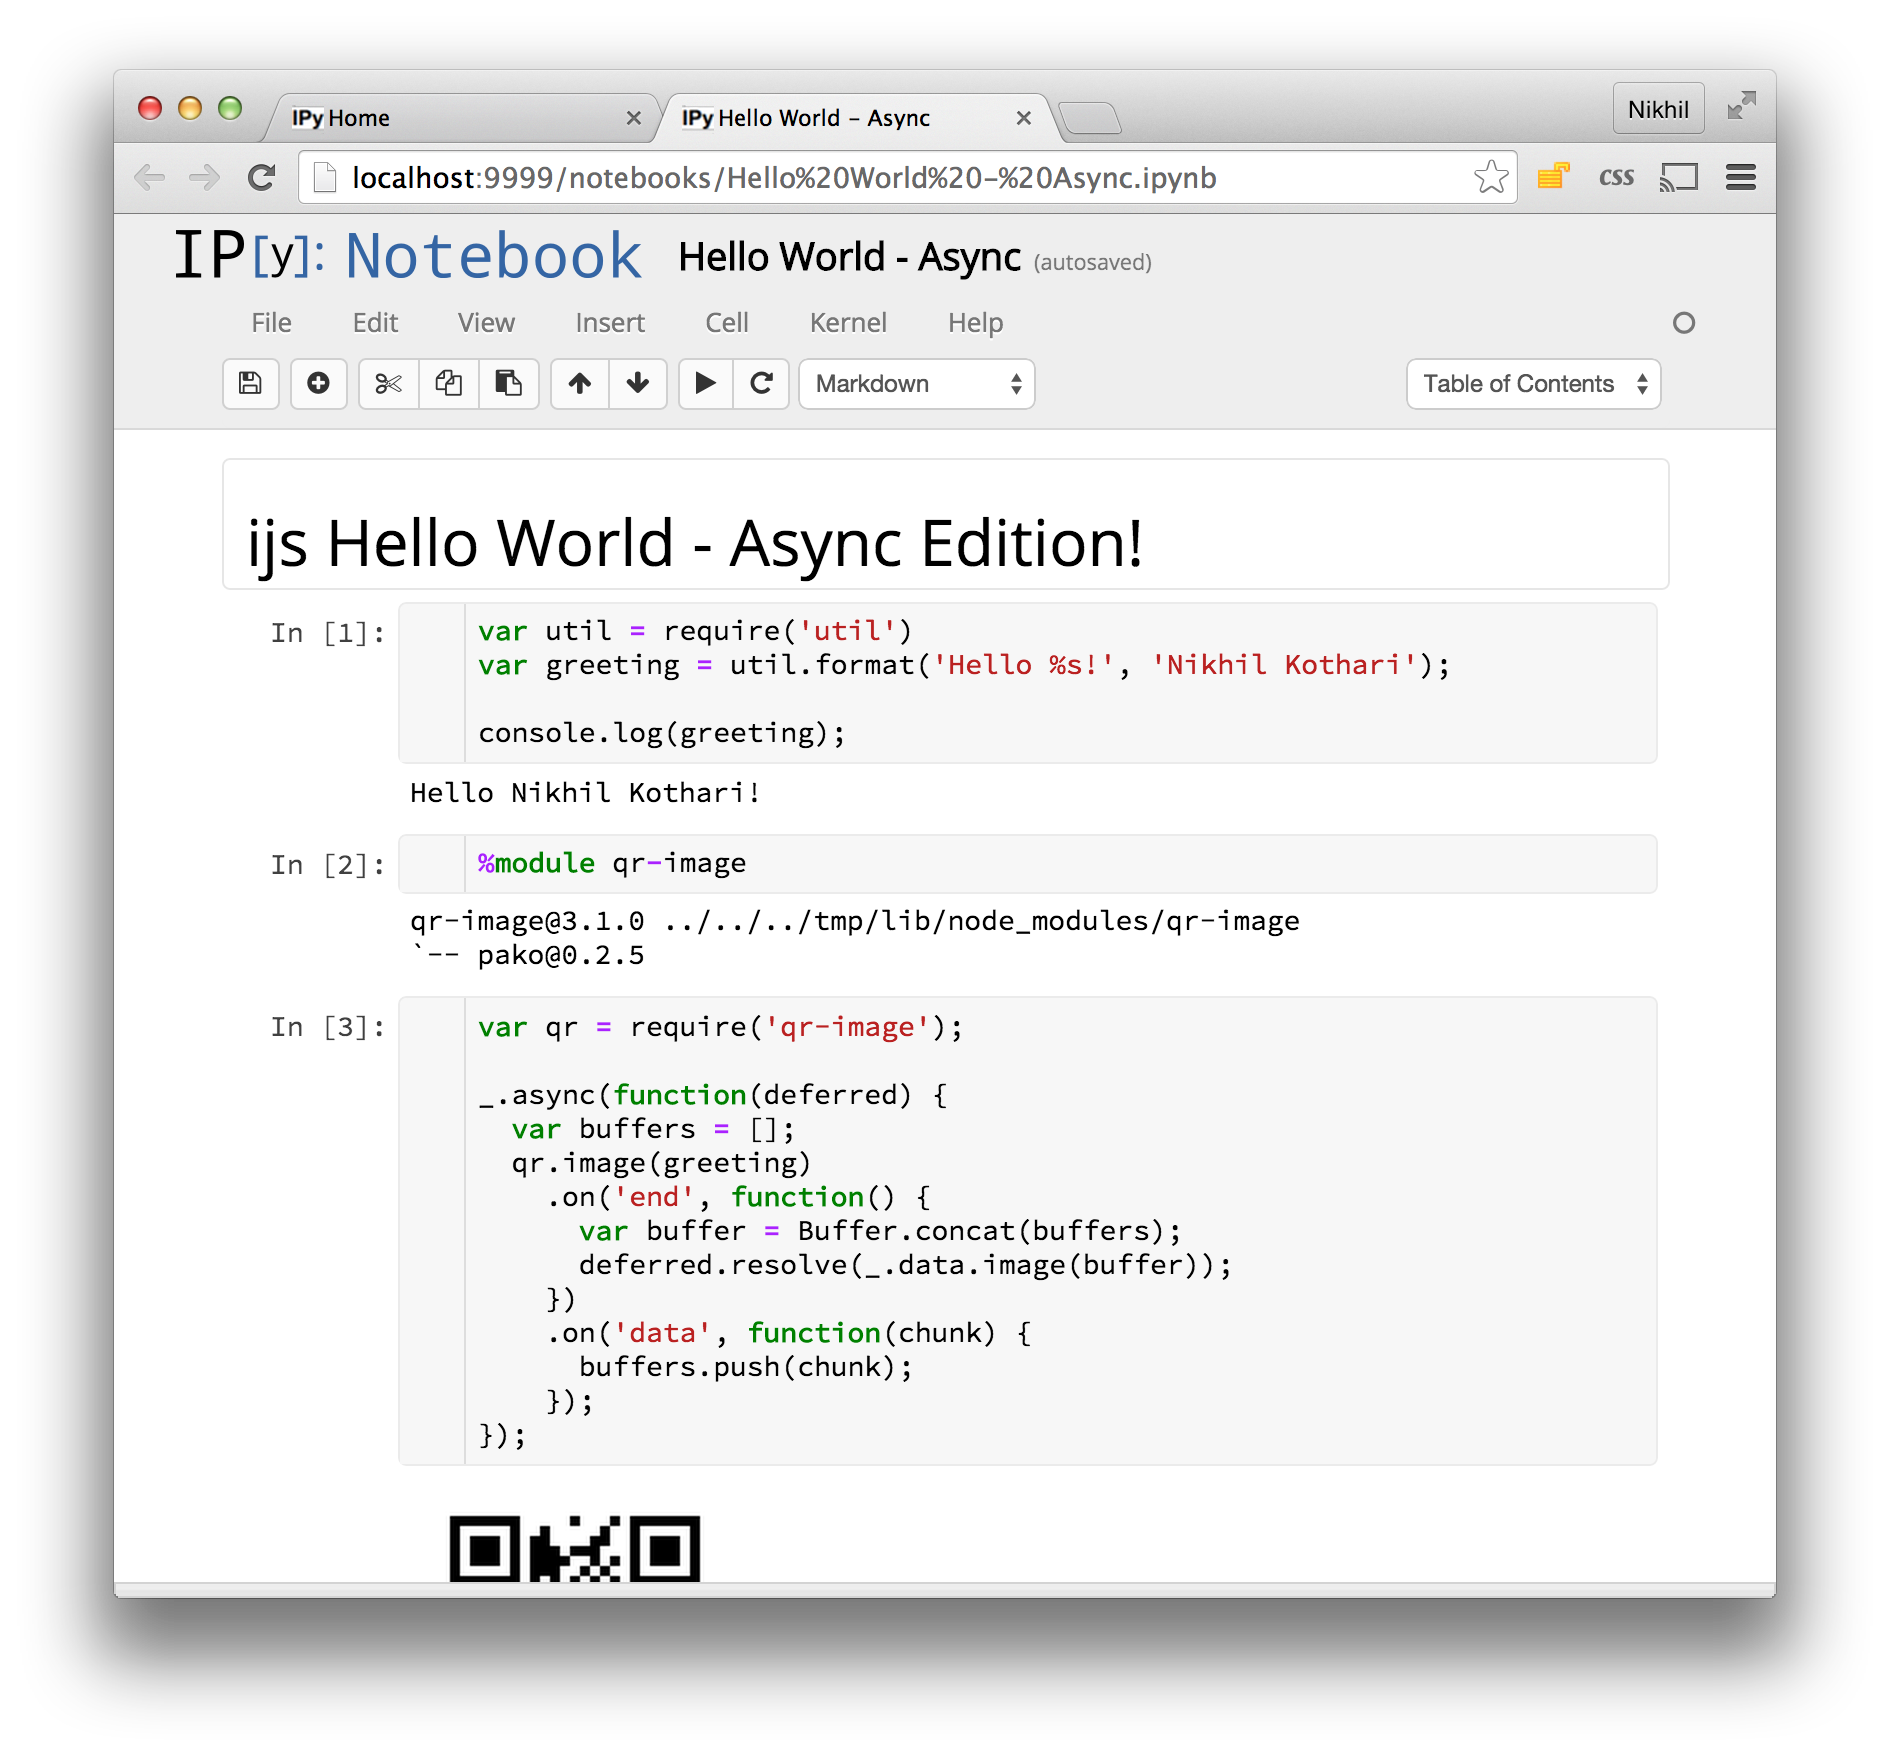 IPy Home
IPy Hello World – Async
Nikhil
localhost:9999/notebooks/Hello%20World%20-%20Async.ipynb
css
IP[y]: Notebook Hello World - Async (autosaved)
File Edit View Insert Cell Kernel Help
Markdown
Table of Contents
ijs Hello World - Async Edition!
In [1]:
var util = require('util')
var greeting = util.format('Hello %s!', 'Nikhil Kothari');
console.log(greeting);
Hello Nikhil Kothari!
In [2]:
%module qr-image
qr-image@3.1.0 ../../../tmp/lib/node_modules/qr-image
`-- pako@0.2.5
In [3]:
var qr = require('qr-image');
_.async(function(deferred) {
  var buffers = [];
  qr.image(greeting)
    .on('end', function() {
      var buffer = Buffer.concat(buffers);
      deferred.resolve(_.data.image(buffer));
    })
    .on('data', function(chunk) {
      buffers.push(chunk);
    });
});